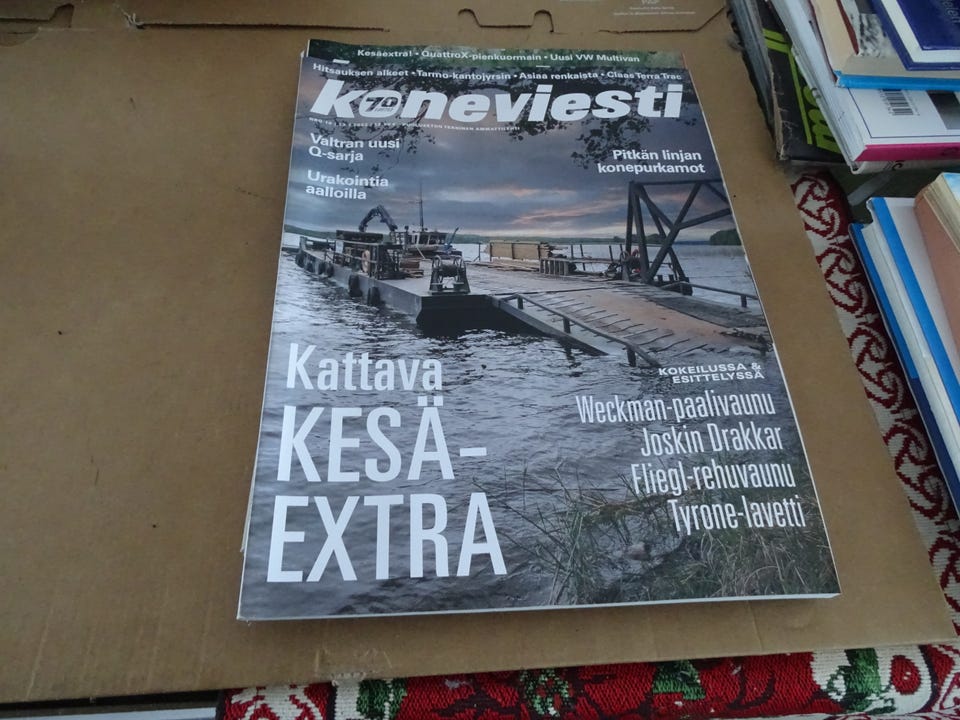 Kesäextra! • QuattroX-pienkuormain • Uusi VW Multivan
Hitsauksen alkeet • Tarmo-kantojyrsin • Asiaa renkaista • Claas Terra Trac
koneviesti
70
Valtran uusi
Q-sarja
Urakointia
aalloilla
Pitkän linjan
konepurkamot
Kattava
KESÄ-
EXTRA
KOKEILUSSA &
ESITTELYSSÄ
Weckman-paalivaunu
Joskin Drakkar
Fliegl-rehuvaunu
Tyrone-lavetti